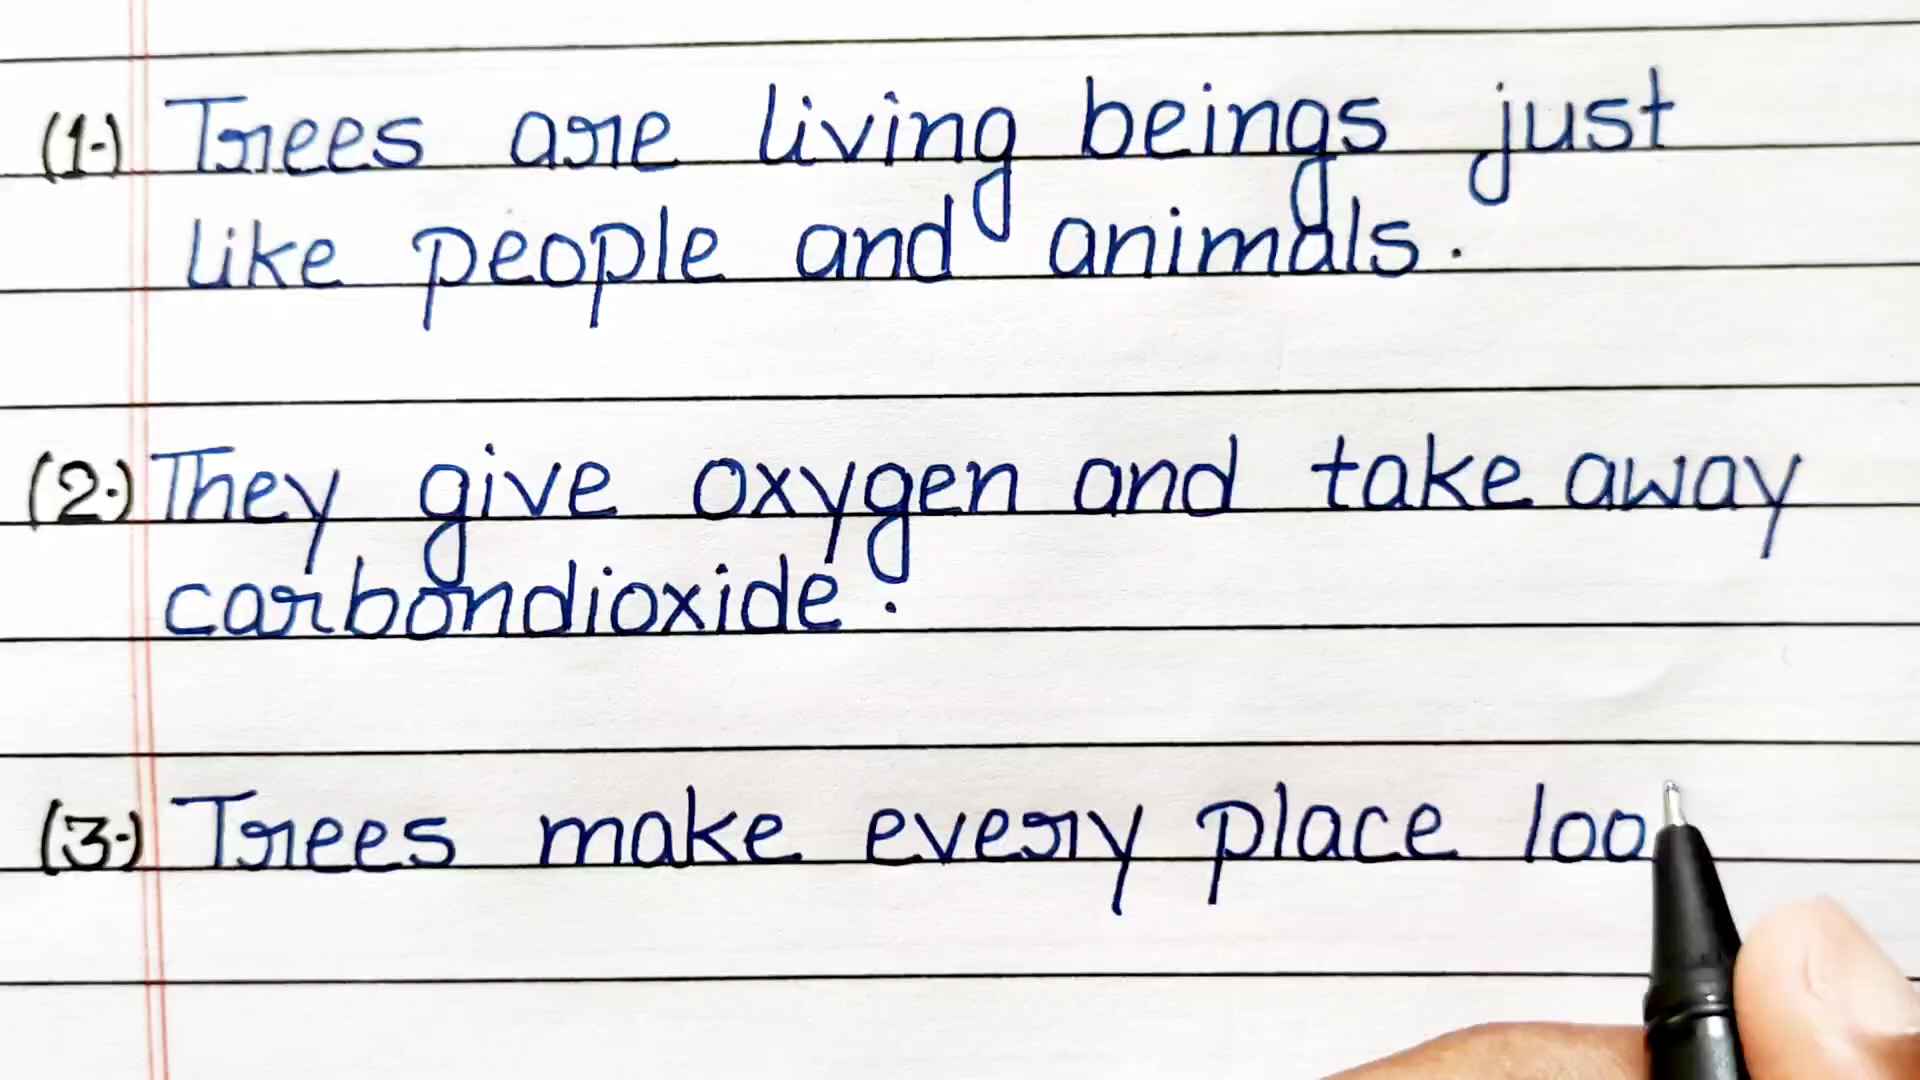 (1.) Trees are living beings just
like people and animals.
(2.) They give oxygen and take away
carbondioxide.
(3.) Trees make every place loo